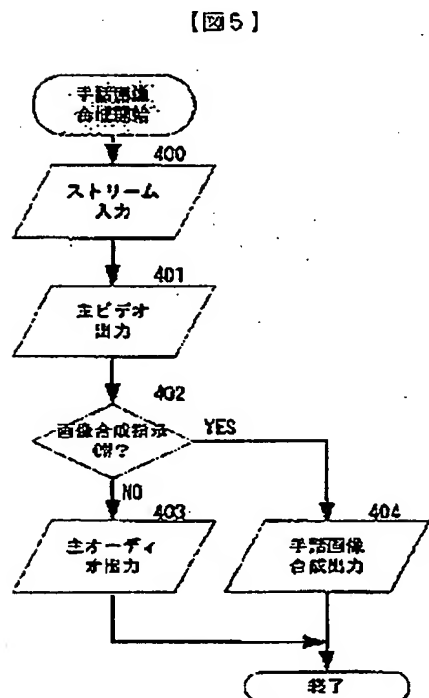 【図5】
手話画像
合成開始
400
ストリーム
入力
401
主ビデオ
出力
402
画像合成指示
YES
NO
403
主オーディ
オ出力
404
手話画像
合成出力
終了